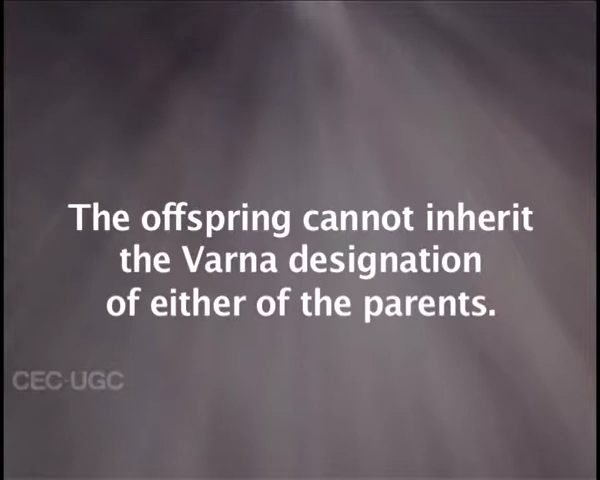 The offspring cannot inherit
the Varna designation
of either of the parents.
CEC-UGC